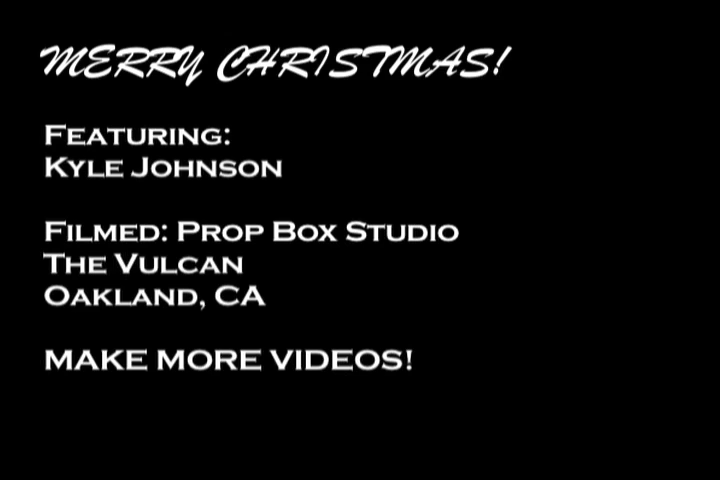 MERRY CHRISTMAS!
Featuring:
Kyle Johnson
Filmed: Prop Box Studio
The Vulcan
Oakland, CA
MAKE MORE VIDEOS!